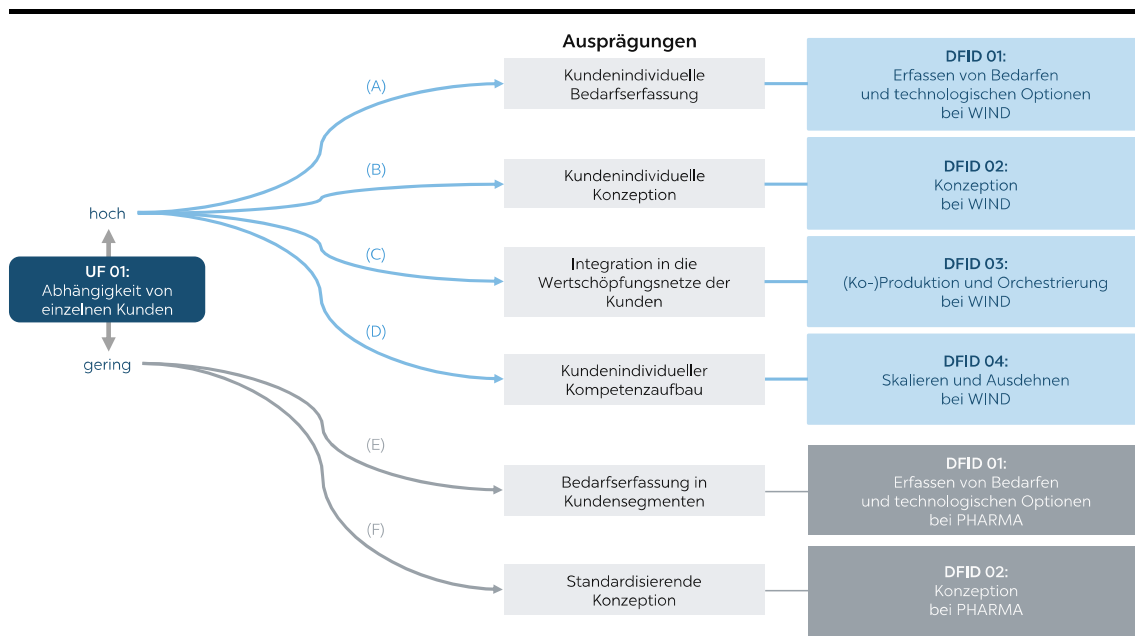 Ausprägungen
(A)
Kundenindividuelle
Bedarfserfassung
DFID 01:
Erfassen von Bedarfen
und technologischen Optionen
bei WIND
(B)
Kundenindividuelle
Konzeption
DFID 02:
Konzeption
bei WIND
hoch
(C)
Integration in die
Wertschöpfungsnetze der
Kunden
DFID 03:
(Ko-)Produktion und Orchestrierung
bei WIND
UF 01:
Abhängigkeit von
einzelnen Kunden
(D)
Kundenindividueller
Kompetenzaufbau
DFID 04:
Skalieren und Ausdehnen
bei WIND
gering
(E)
Bedarfserfassung in
Kundensegmenten
DFID 01:
Erfassen von Bedarfen
und technologischen Optionen
bei PHARMA
(F)
Standardisierende
Konzeption
DFID 02:
Konzeption
bei PHARMA